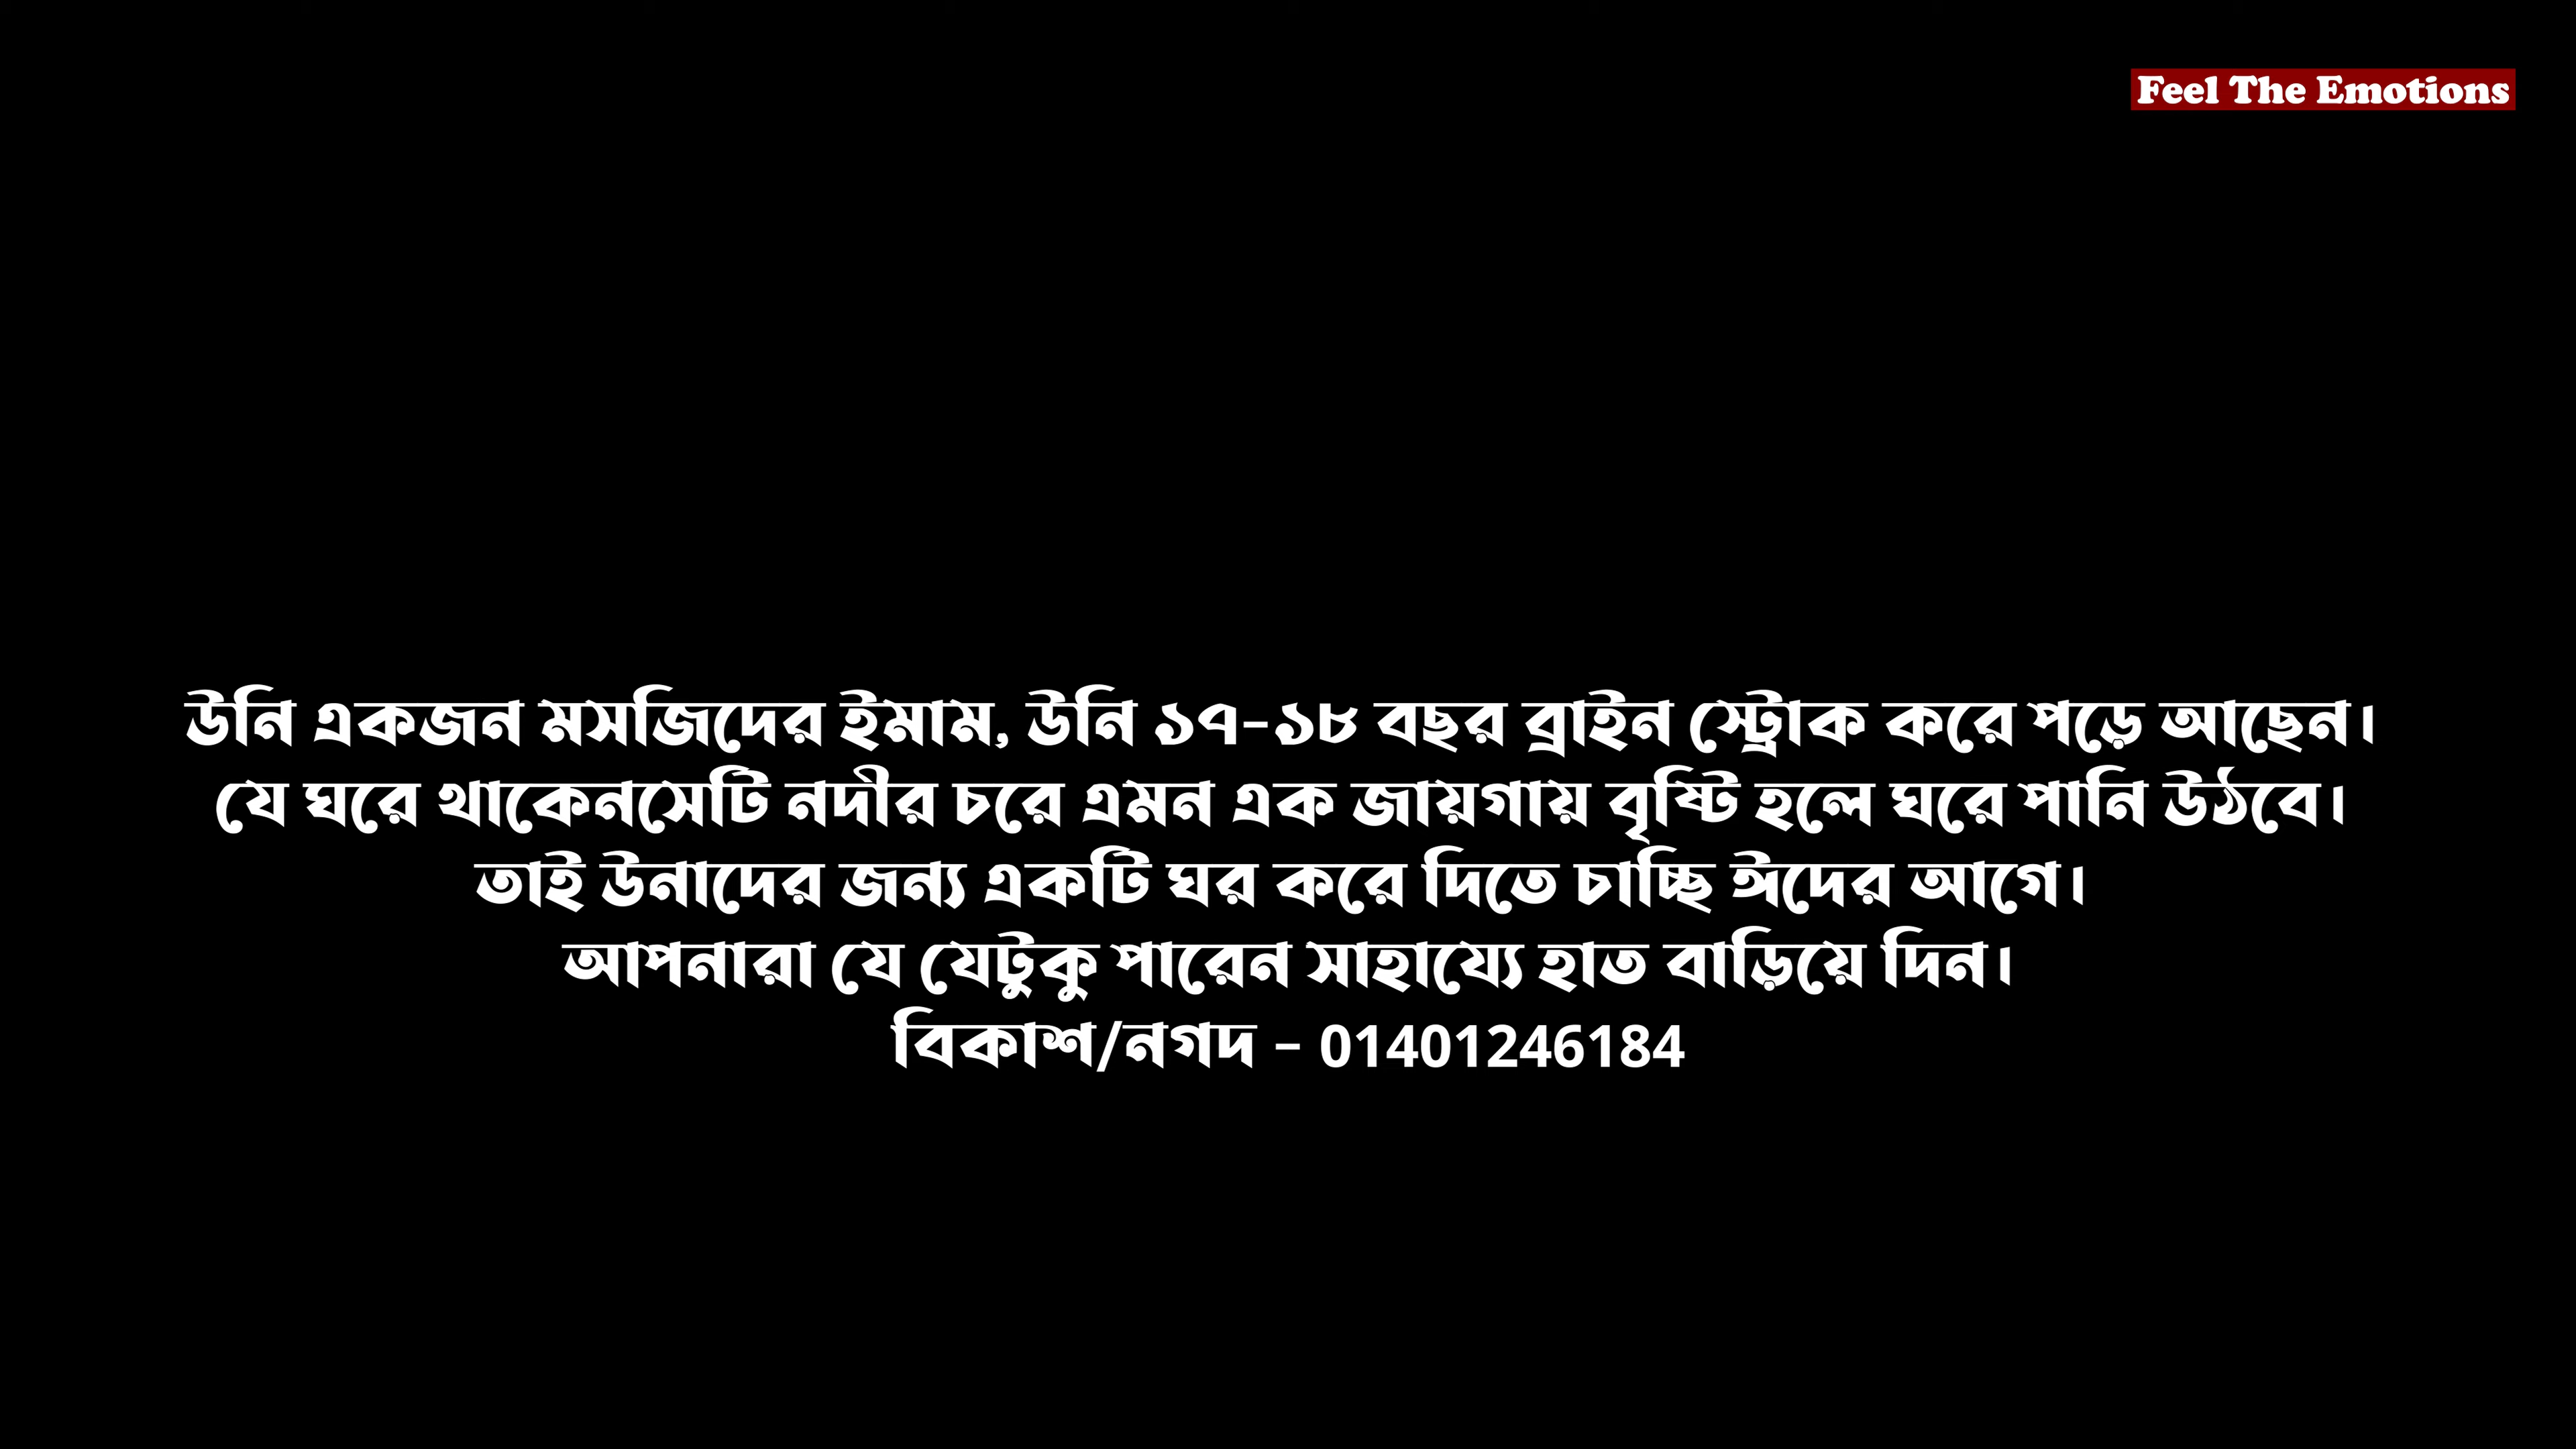 Feel The Emotions
উনি একজন মসজিদের ইমাম, উনি ১৭-১৮ বছর ব্রাইন স্ট্রোক করে পড়ে আছেন।
যে ঘরে থাকেনসেটি নদীর চরে এমন এক জায়গায় বৃষ্টি হলে ঘরে পানি উঠবে।
তাই উনাদের জন্য একটি ঘর করে দিতে চাচ্ছি ঈদের আগে।
আপনারা যে যেটুকু পারেন সাহায্যে হাত বাড়িয়ে দিন।
বিকাশ/নগদ - 01401246184